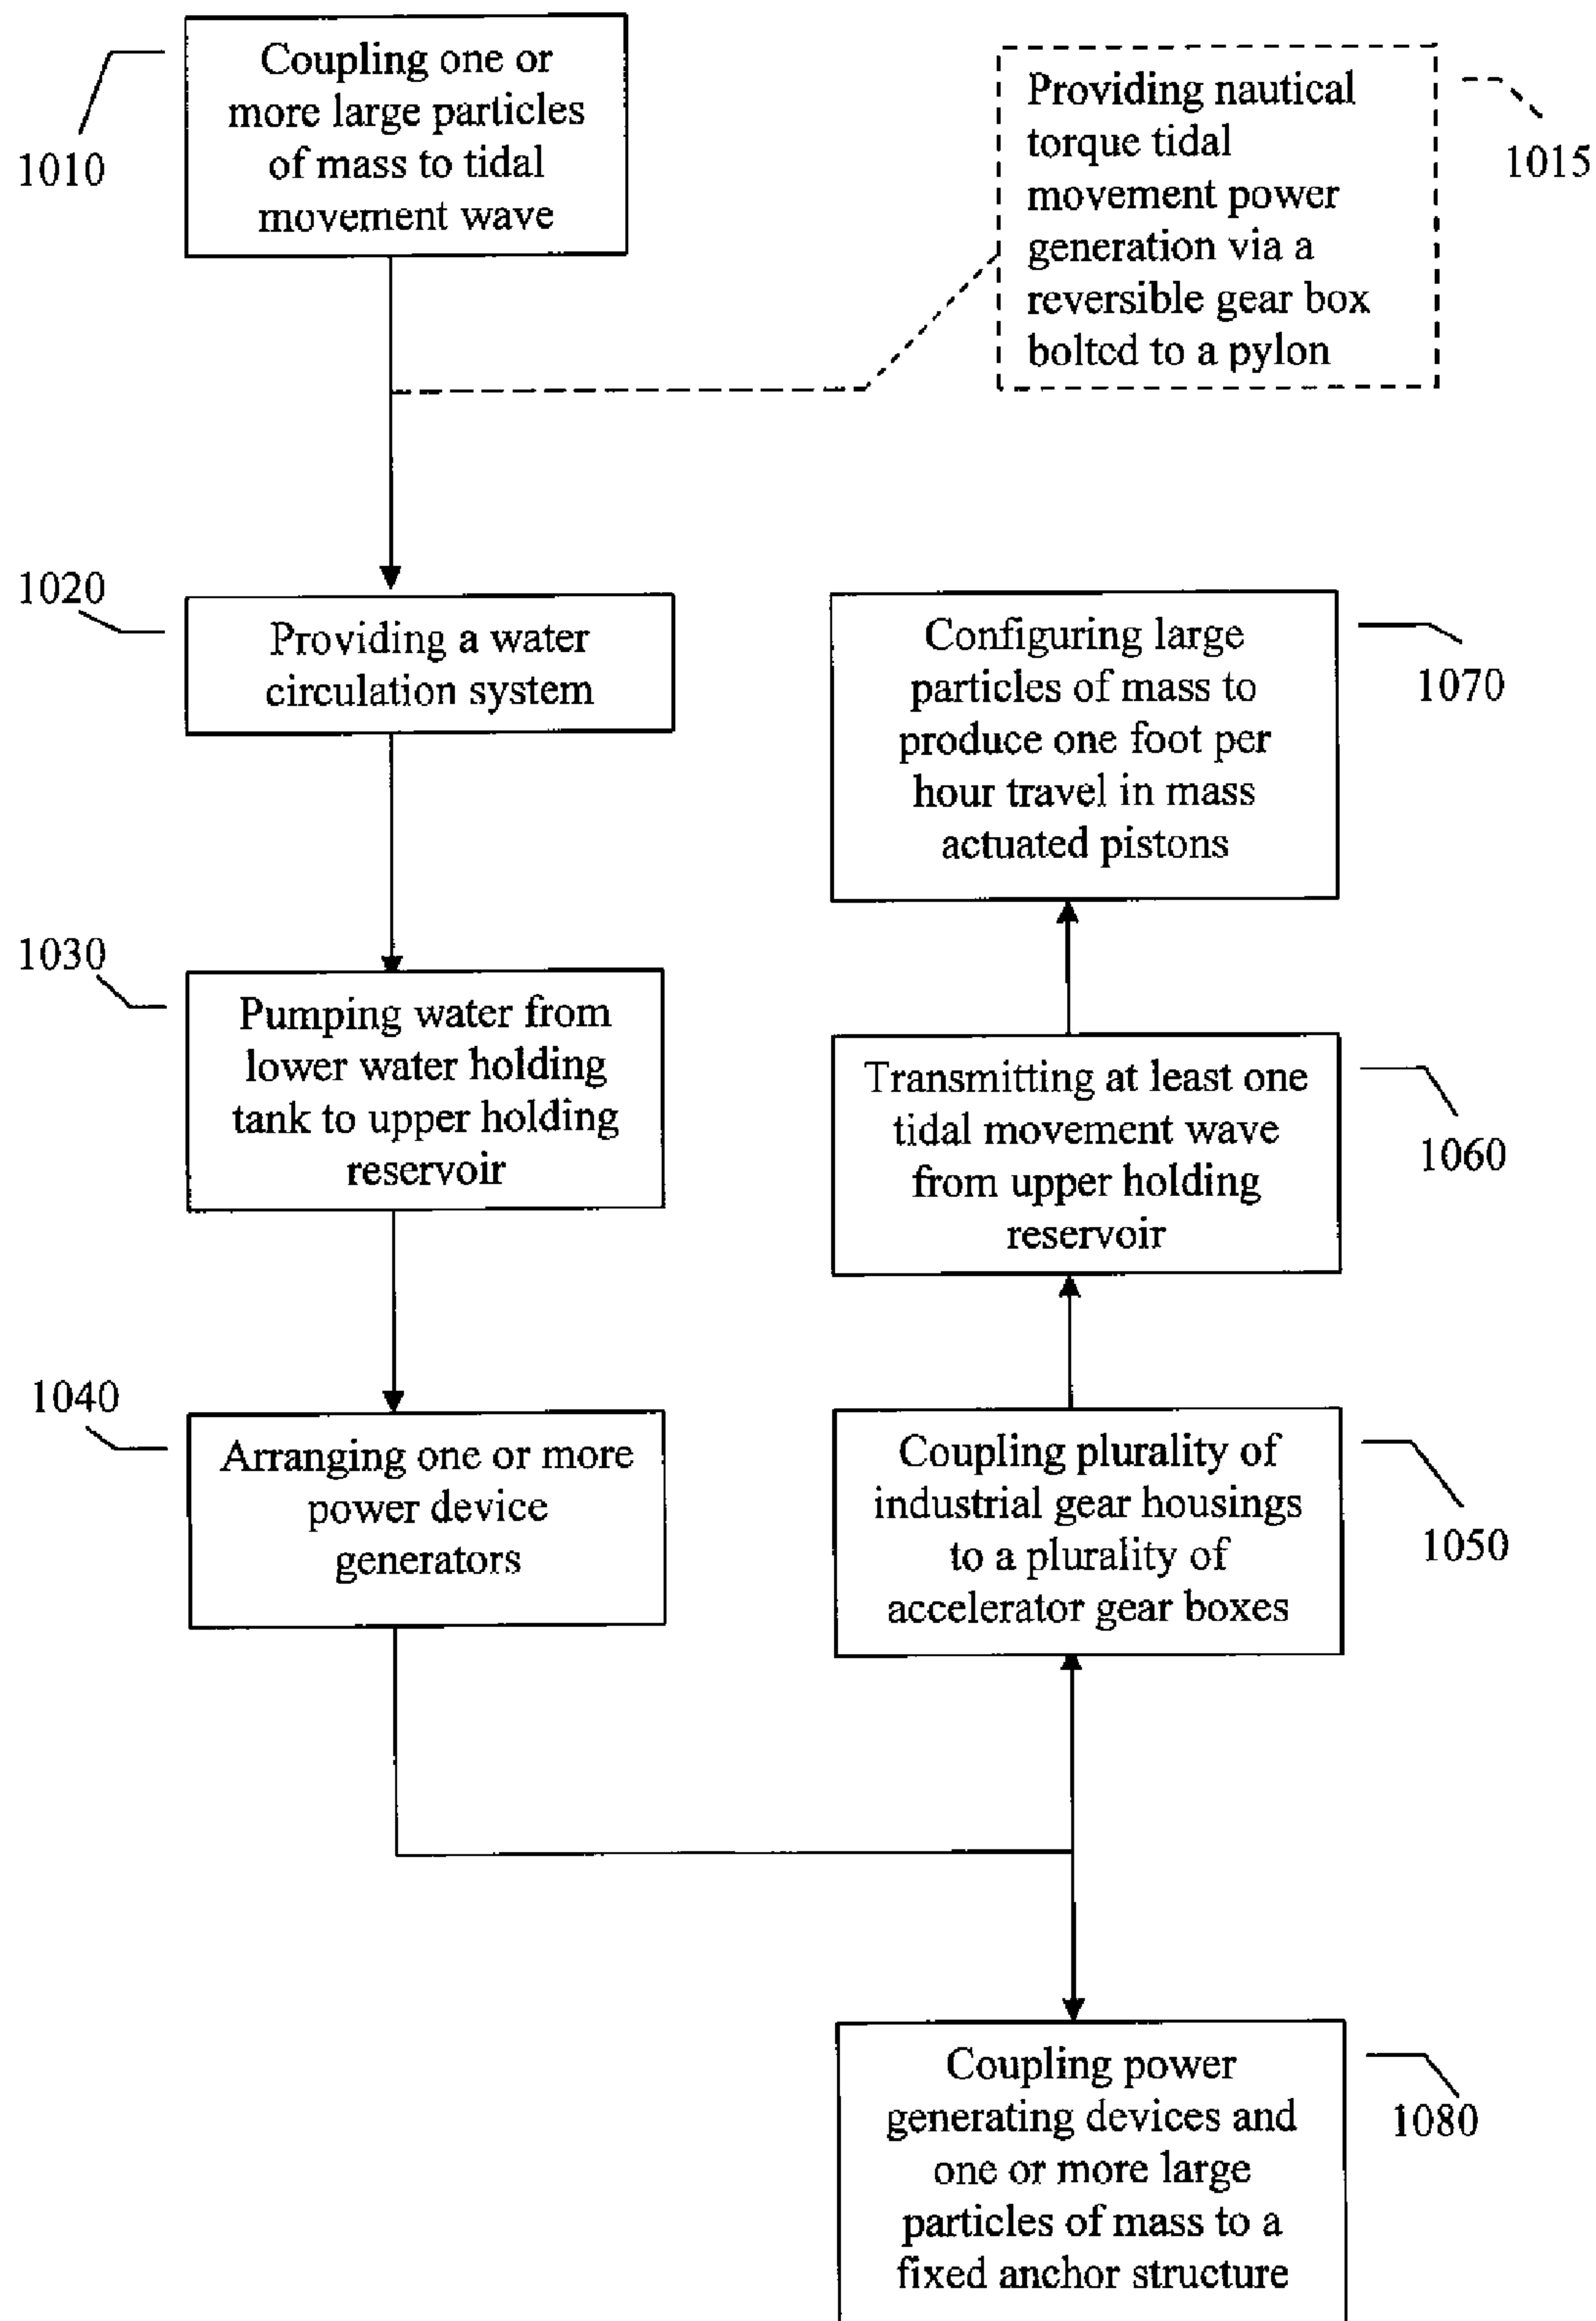 Coupling one or
more large particles
of mass to tidal
movement wave
1010
Providing nautical
torque tidal
movement power
generation via a
reversible gear box
bolted to a pylon
1015
1020
Providing a water
circulation system
Configuring large
particles of mass to
produce one foot per
hour travel in mass
actuated pistons
1070
1030
Pumping water from
lower water holding
tank to upper holding
reservoir
Transmitting at least one
tidal movement wave
from upper holding
reservoir
1060
1040
Arranging one or more
power device
generators
Coupling plurality of
industrial gear housings
to a plurality of
accelerator gear boxes
1050
Coupling power
generating devices and
one or more large
particles of mass to a
fixed anchor structure
1080